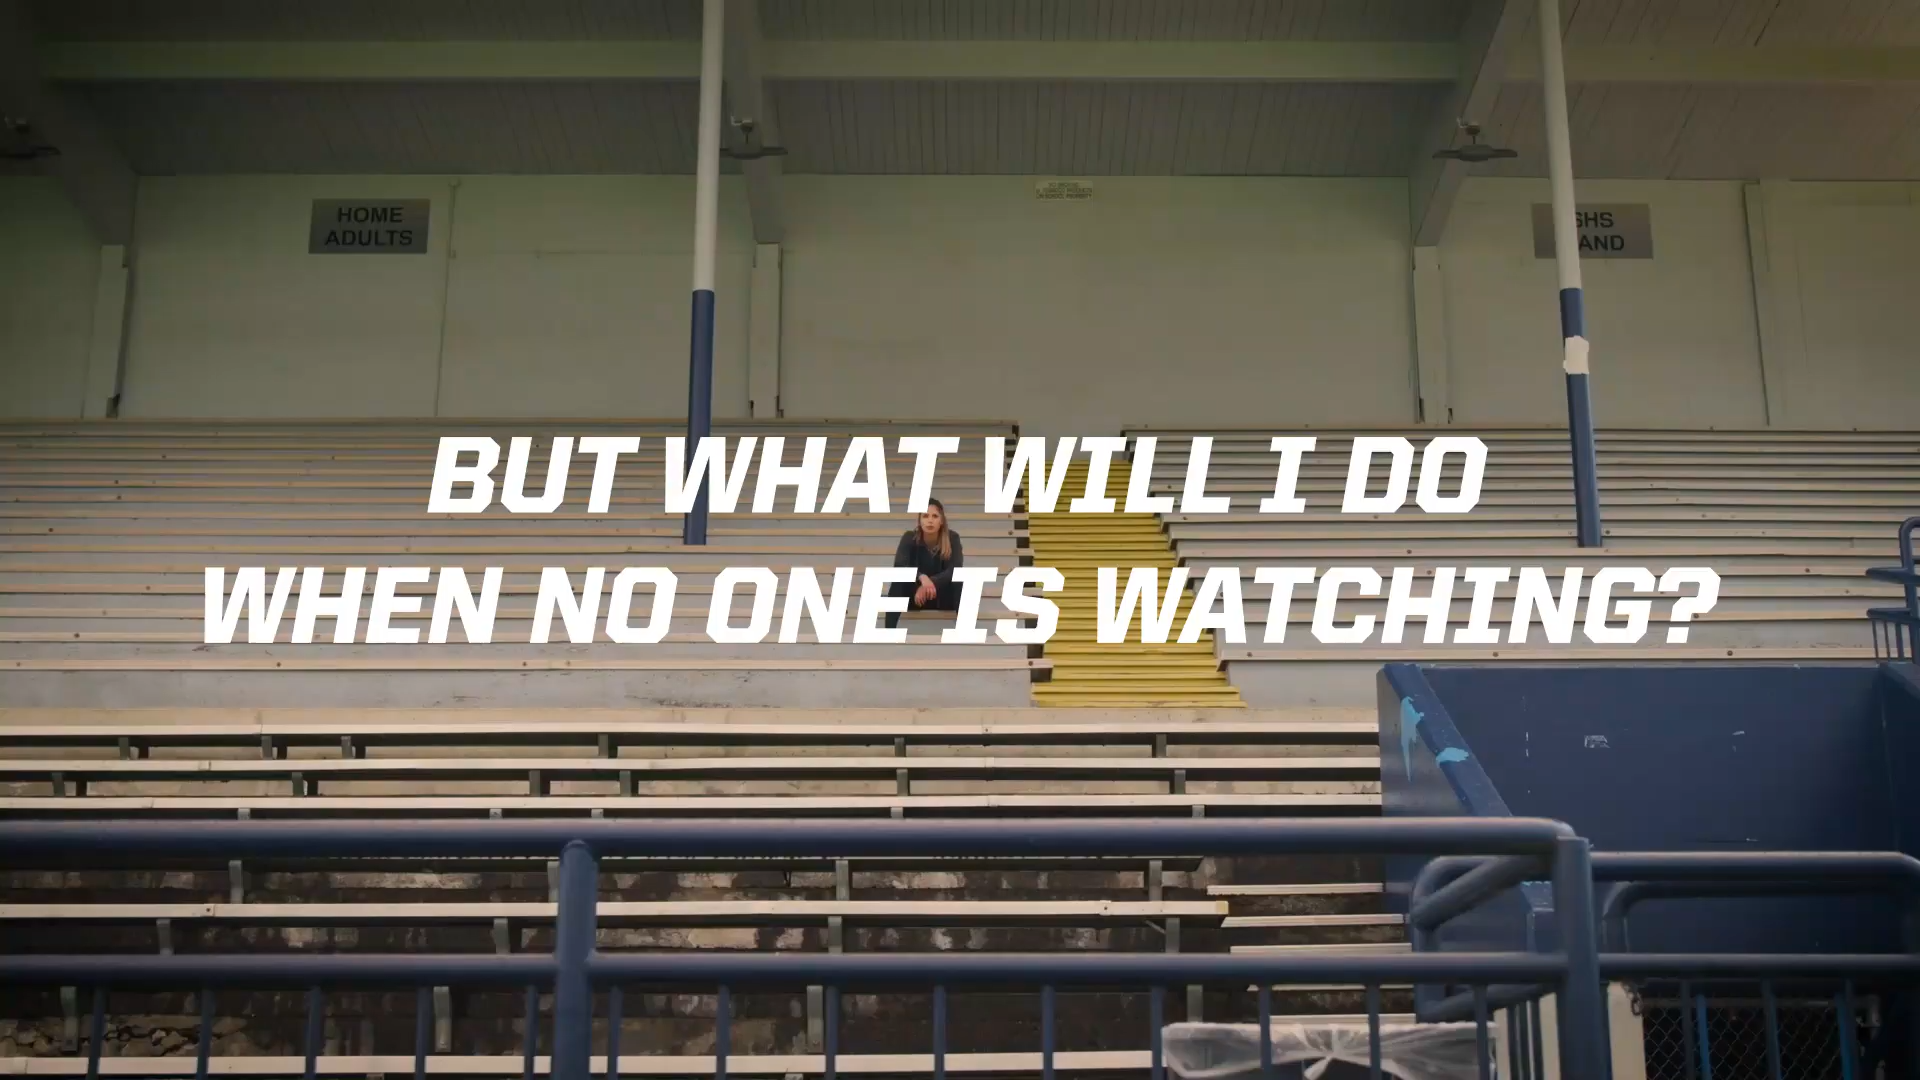 HOME
ADULTS
BUT WHAT WILL I DO
WHEN NO ONE IS WATCHING?